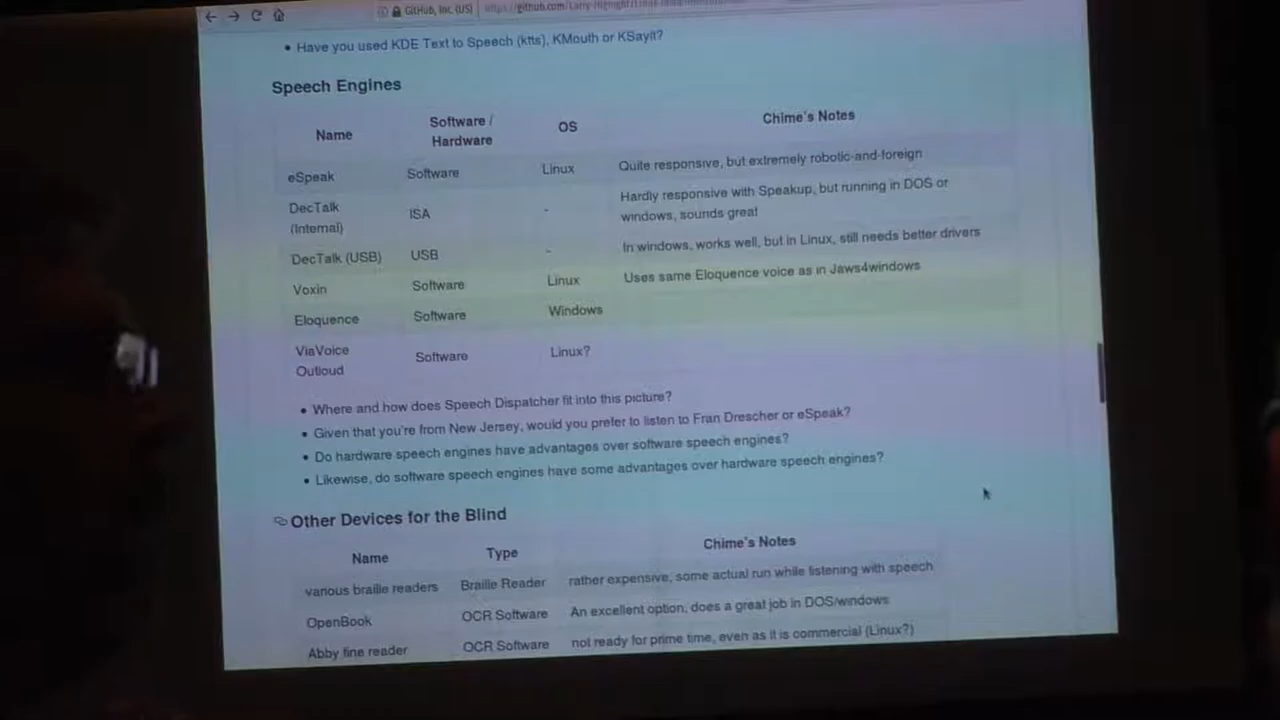 GitHub, Inc. (US)
• Have you used KDE Text to Speech (ktts), KMouth or KSayIt?
Speech Engines
Name Software / Hardware OS Chime's Notes
eSpeak Software Linux Quite responsive, but extremely robotic-and-foreign
DecTalk (Internal) ISA - Hardly responsive with Speakup, but running in DOS or
windows, sounds great
DecTalk (USB) USB - In windows, works well, but in Linux, still needs better drivers
Voxin Software Linux Uses same Eloquence voice as in Jaws4windows
Eloquence Software Windows
ViaVoice Outloud Software Linux?
• Where and how does Speech Dispatcher fit into this picture?
• Given that you're from New Jersey, would you prefer to listen to Fran Drescher or eSpeak?
• Do hardware speech engines have advantages over software speech engines?
• Likewise, do software speech engines have some advantages over hardware speech engines?
Other Devices for the Blind
Name Type Chime's Notes
various braille readers Braille Reader rather expensive, some actual run while listening with speech
OpenBook OCR Software An excellent option, does a great job in DOS/windows
Abby fine reader OCR Software not ready for prime time, even as it is commercial (Linux?)